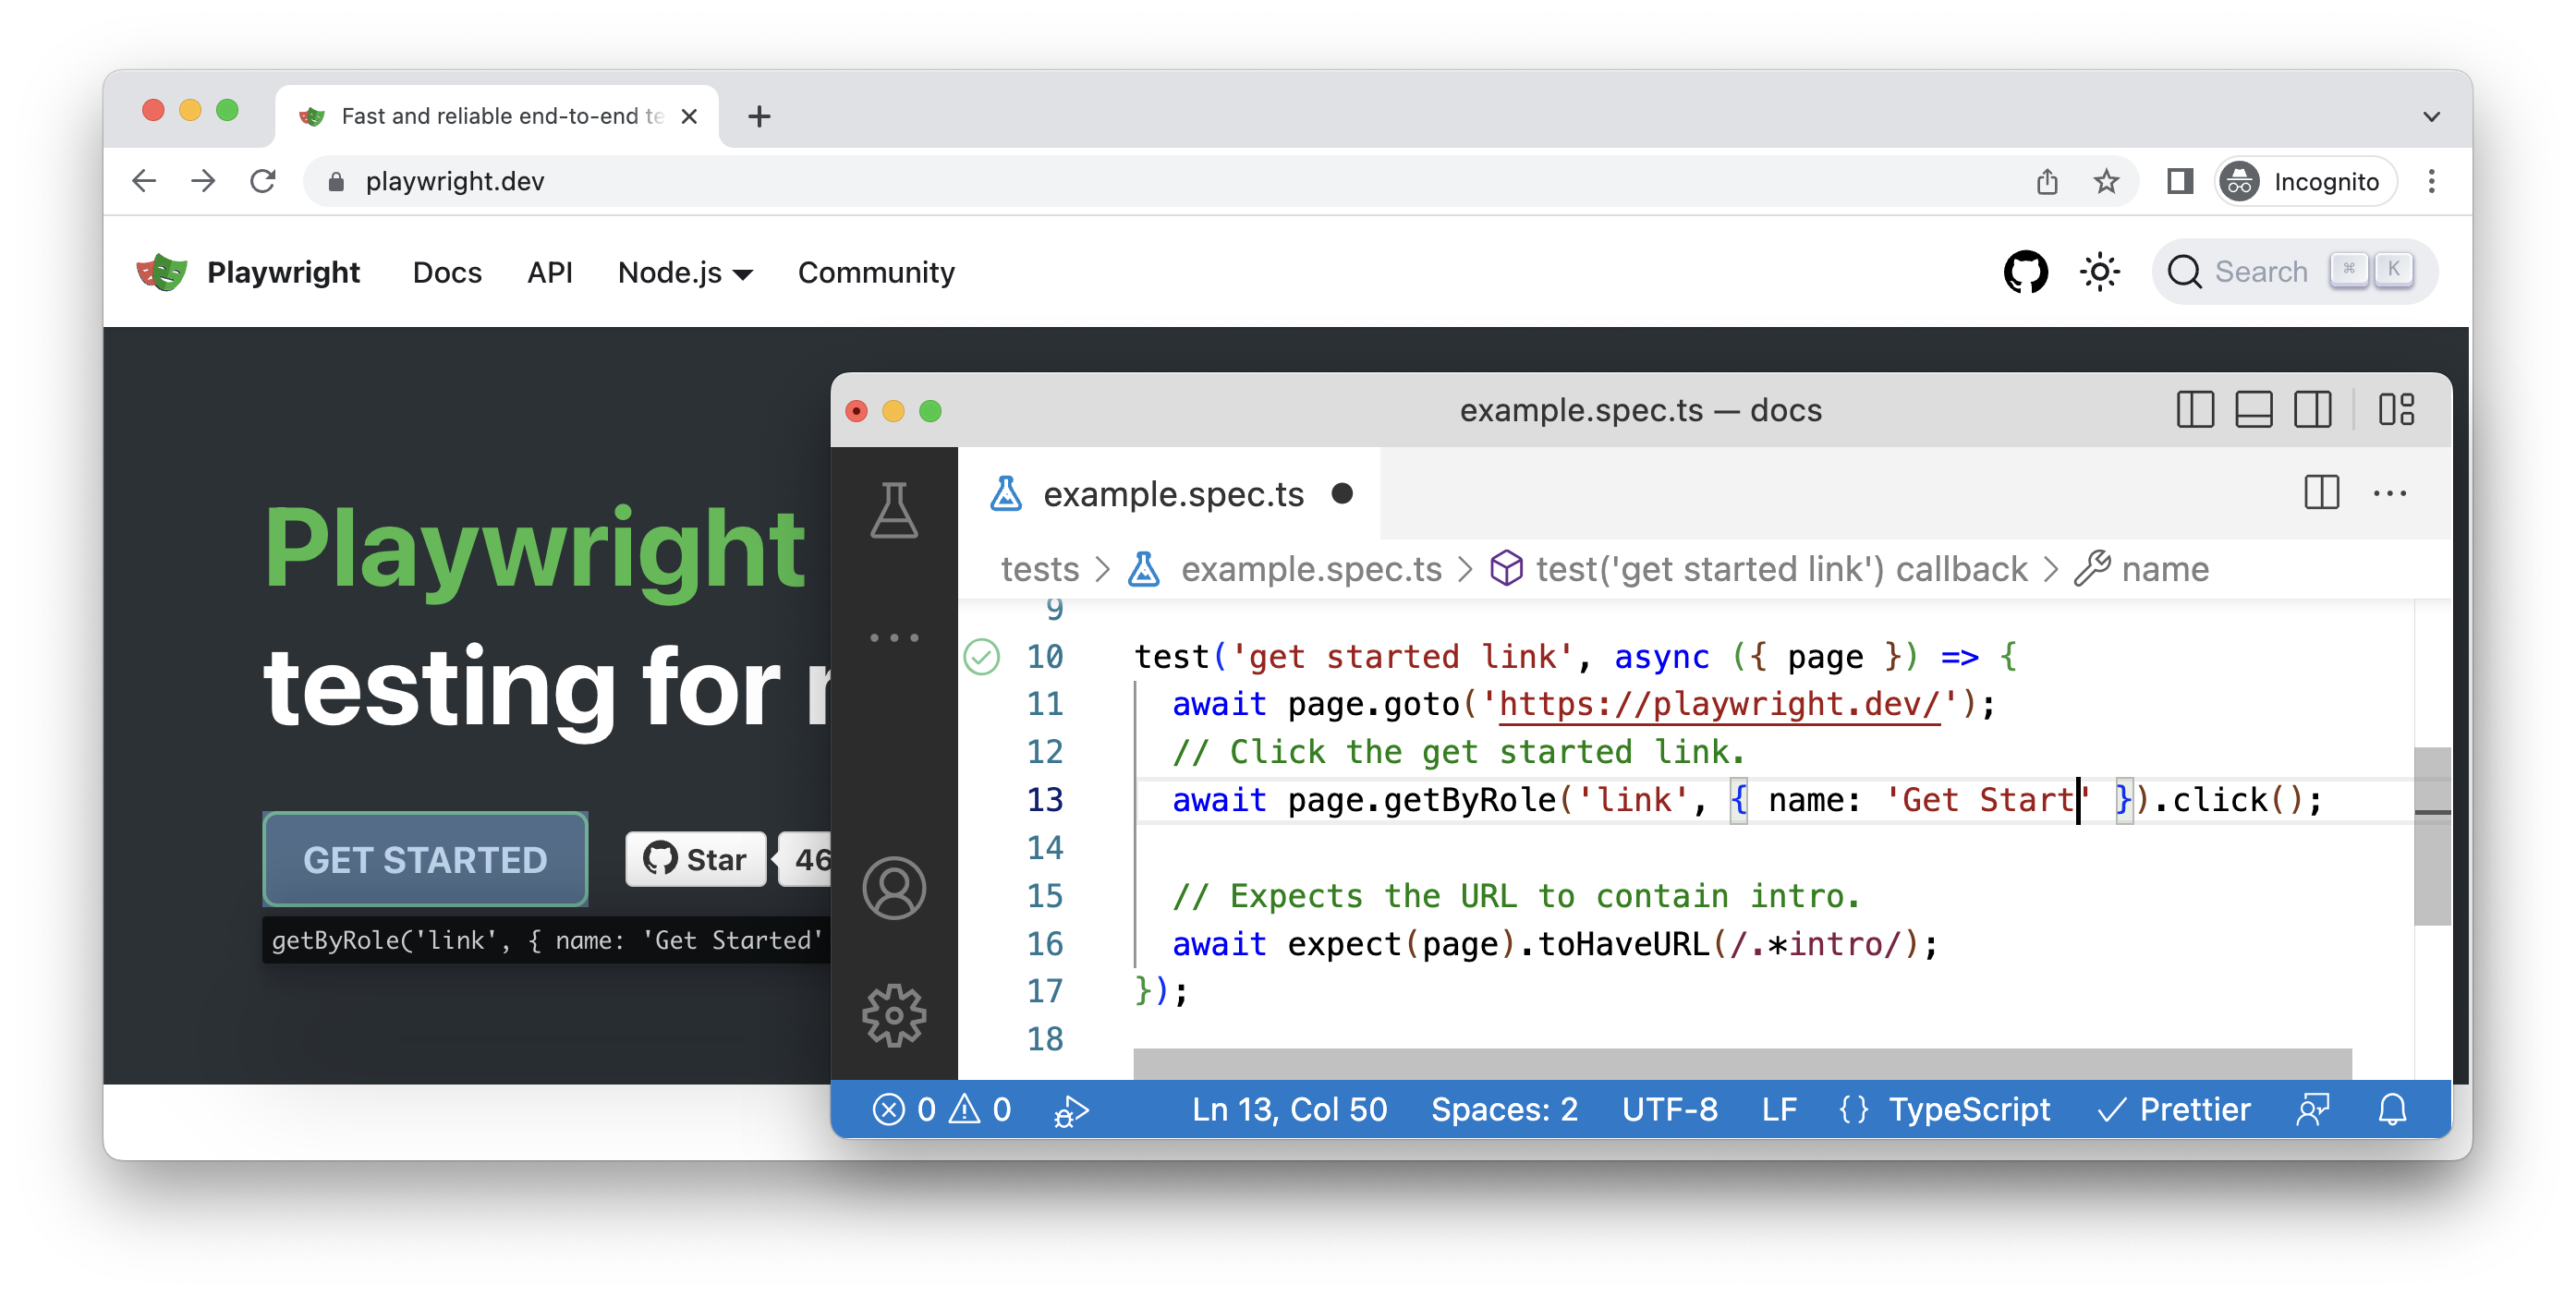 Fast and reliable end-to-end te
playwright.dev
Incognito
Playwright Docs API Node.js Community
Search ⌘ K
Playwright
testing for
GET STARTED
Star 46
getByRole('link', { name: 'Get Started'
example.spec.ts — docs
example.spec.ts
tests > example.spec.ts > test('get started link') callback > name
9
10 test('get started link', async ({ page }) => {
11 await page.goto('https://playwright.dev/');
12 // Click the get started link.
13 await page.getByRole('link', { name: 'Get Start' }).click();
14
15 // Expects the URL to contain intro.
16 await expect(page).toHaveURL(/.*intro/);
17 });
18
0 0 Ln 13, Col 50 Spaces: 2 UTF-8 LF {} TypeScript Prettier